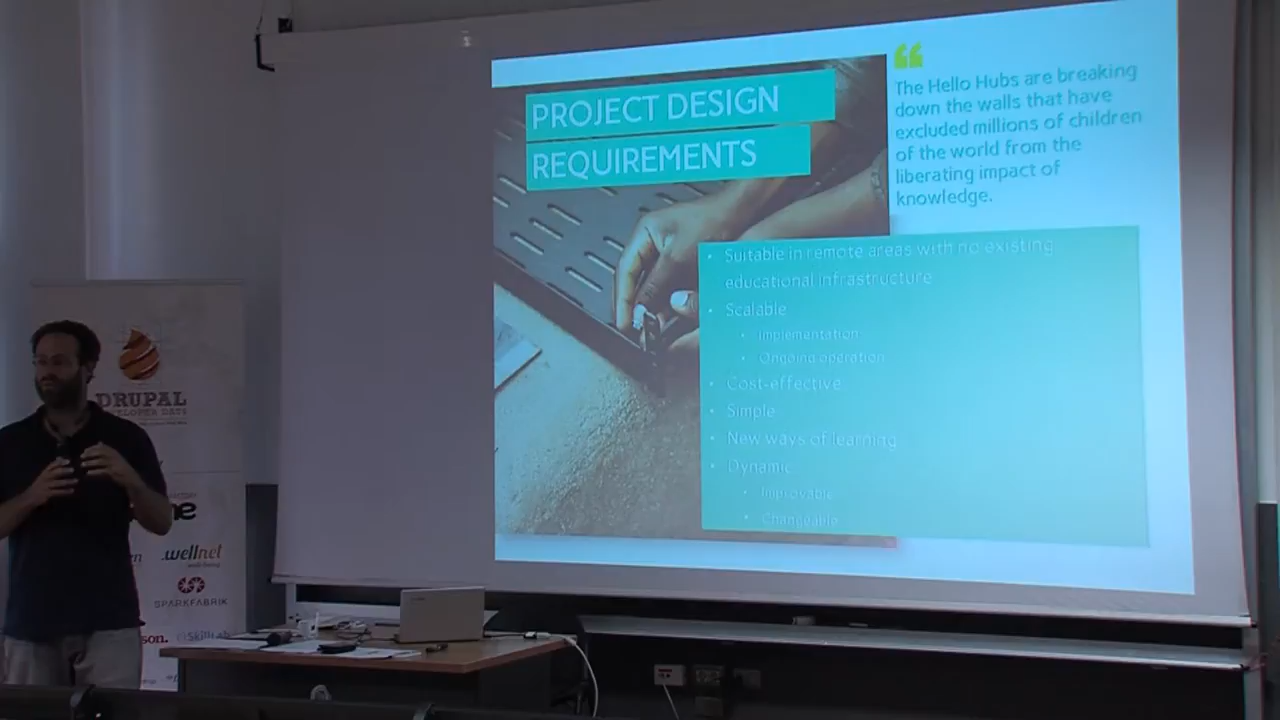 PROJECT DESIGN
REQUIREMENTS
The Hello Hubs are breaking
down the walls that have
excluded millions of children
of the world from the
liberating impact of
knowledge.
• Suitable in remote areas with no existing
educational infrastructure
• Scalable
• Implementation
• Ongoing operation
• Cost-effective
• Simple
• New ways of learning
• Dynamic
• Improvable
• Changeable
DRUPAL
wellnet
SPARKFABRIK
son.